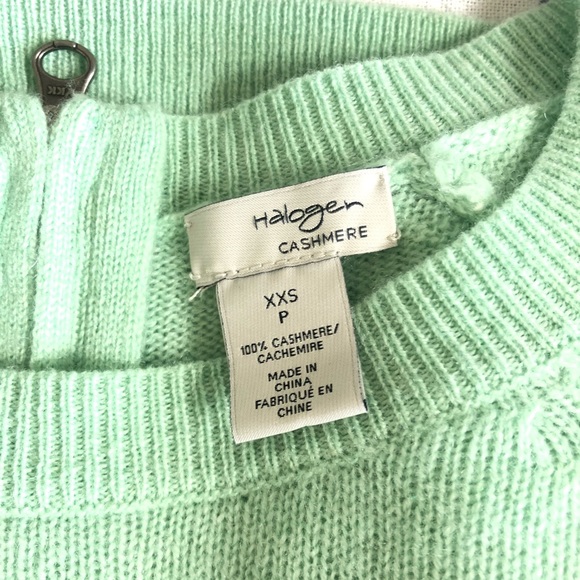 Halogen
CASHMERE
XXS
P
100% CASHMERE/
CACHEMIRE
MADE IN
CHINA
FABRIQUÉ EN
CHINE